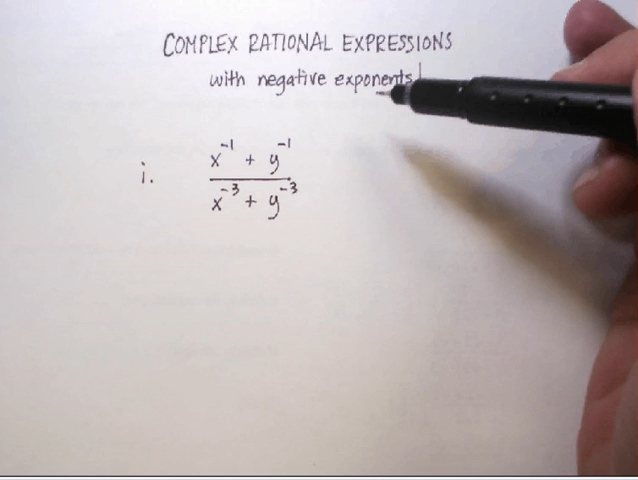 COMPLEX RATIONAL EXPRESSIONS
with negative exponents
i. x⁻¹ + y⁻¹
x⁻³ + y⁻³